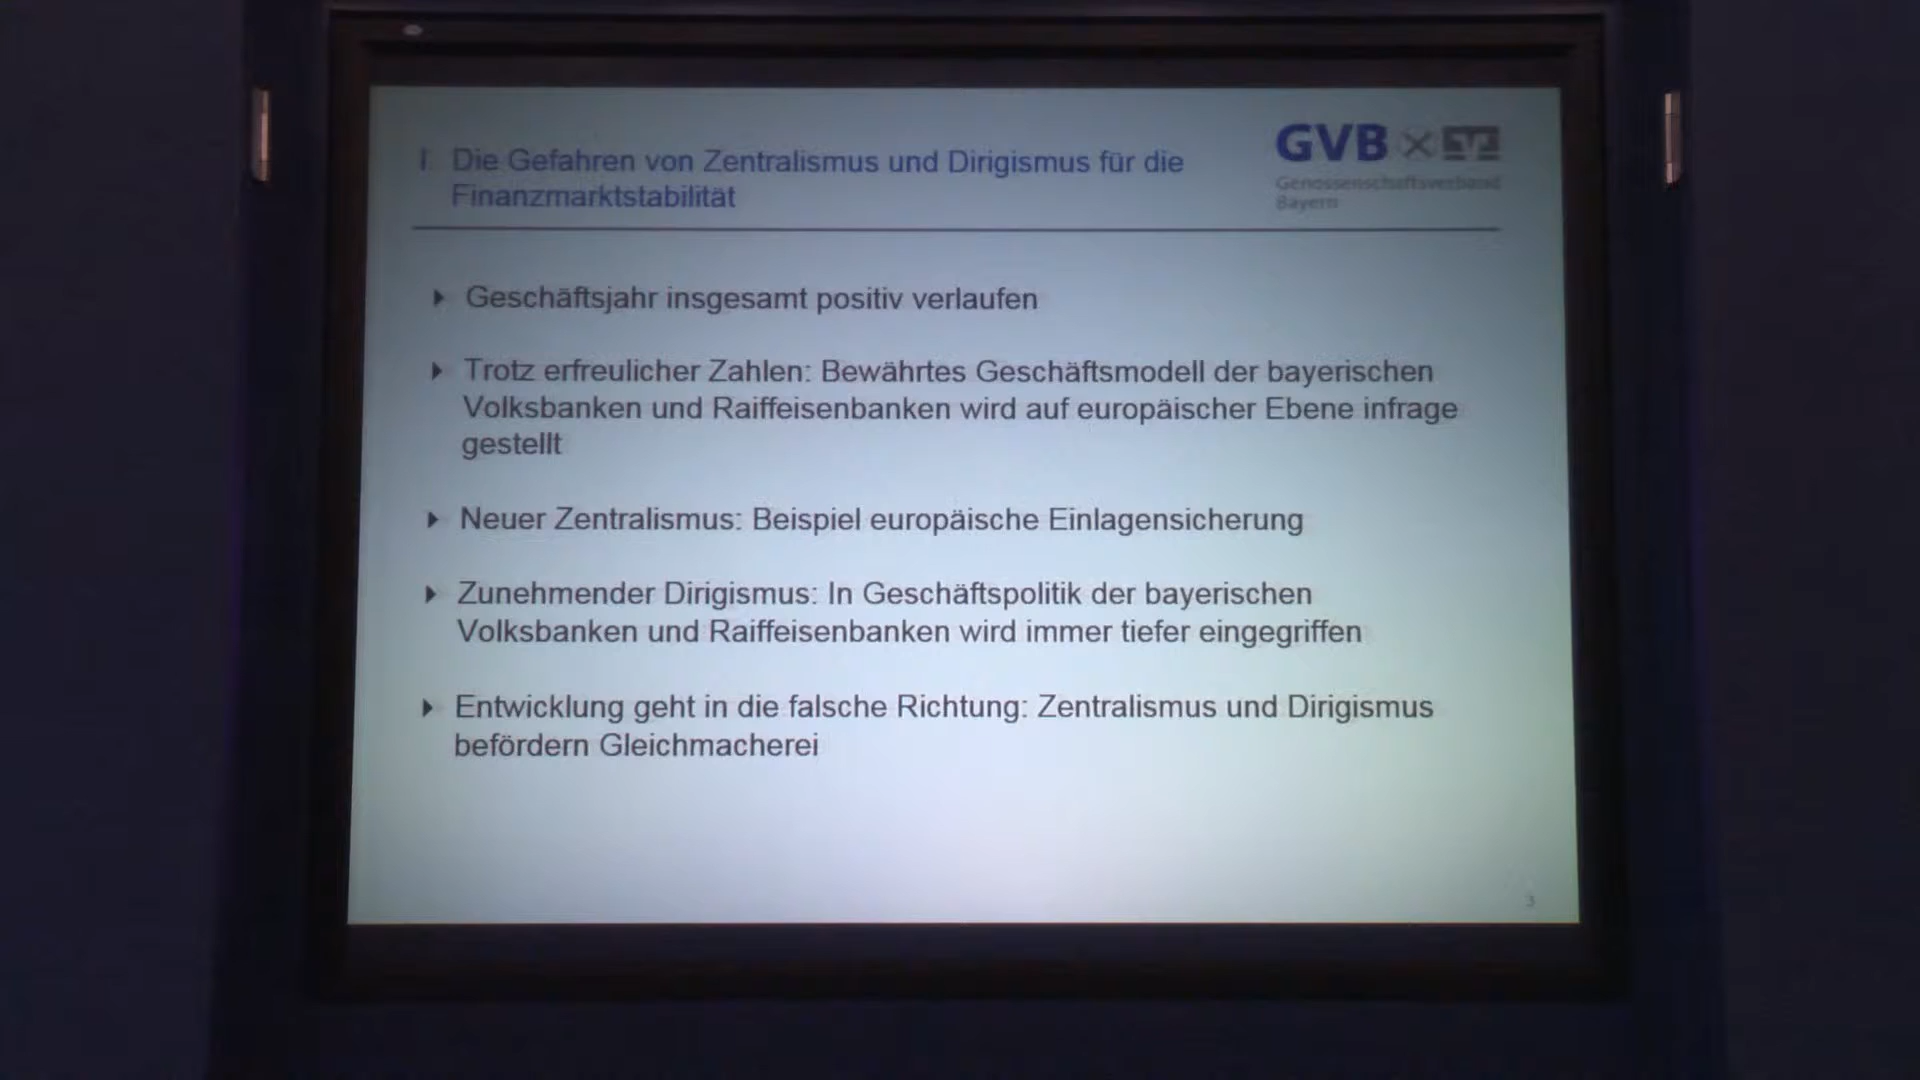 I. Die Gefahren von Zentralismus und Dirigismus für die
Finanzmarktstabilität
GVB
Genossenschaftsverband
Bayern
Geschäftsjahr insgesamt positiv verlaufen
Trotz erfreulicher Zahlen: Bewährtes Geschäftsmodell der bayerischen
Volksbanken und Raiffeisenbanken wird auf europäischer Ebene infrage
gestellt
Neuer Zentralismus: Beispiel europäische Einlagensicherung
Zunehmender Dirigismus: In Geschäftspolitik der bayerischen
Volksbanken und Raiffeisenbanken wird immer tiefer eingegriffen
Entwicklung geht in die falsche Richtung: Zentralismus und Dirigismus
befördern Gleichmacherei
3